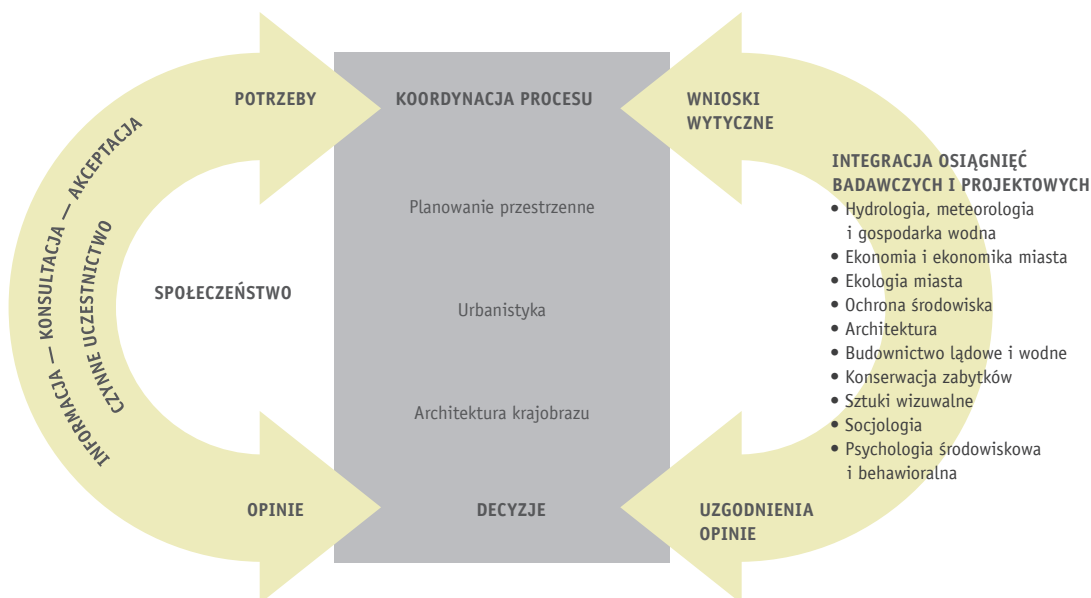 POTRZEBY
INFORMACJA — KONSULTACJA — AKCEPTACJA
CZYNNE UCZESTNICTWO
SPOŁECZEŃSTWO
OPINIE
KOORDYNACJA PROCESU
Planowanie przestrzenne
Urbanistyka
Architektura krajobrazu
DECYZJE
WNIOSKI
WYTYCZNE
INTEGRACJA OSIĄGNIĘĆ
BADAWCZYCH I PROJEKTOWYCH
• Hydrologia, meteorologia
i gospodarka wodna
• Ekonomia i ekonomika miasta
• Ekologia miasta
• Ochrona środowiska
• Architektura
• Budownictwo lądowe i wodne
• Konserwacja zabytków
• Sztuki wizualne
• Socjologia
• Psychologia środowiskowa
i behawioralna
UZGODNIENIA
OPINIE